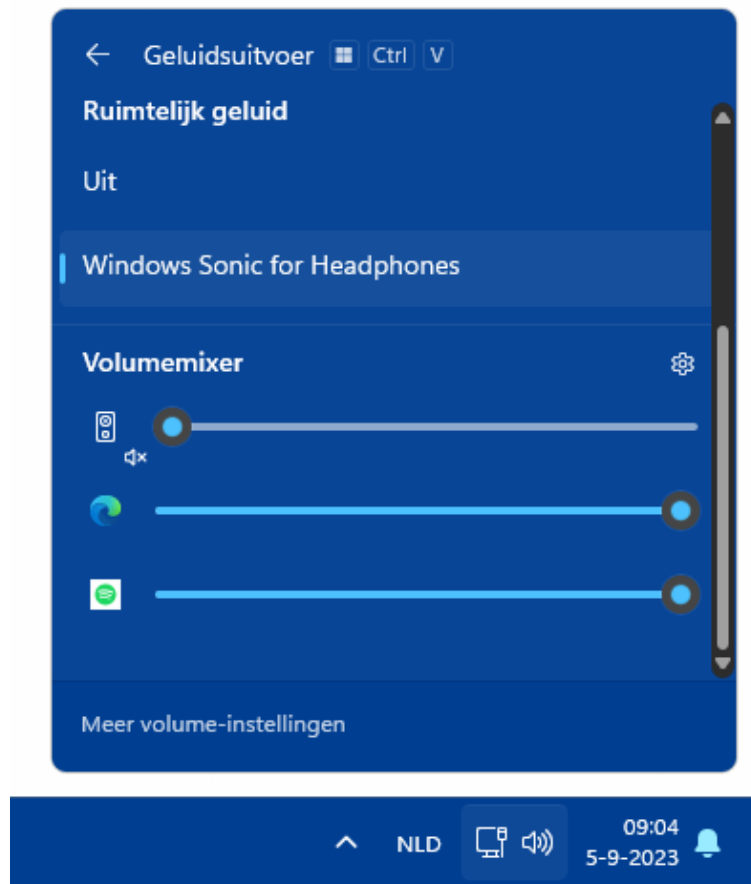 Geluidsuitvoer Ctrl V
Ruimtelijk geluid
Uit
Windows Sonic for Headphones
Volumemixer
Meer volume-instellingen
09:04
NLD
5-9-2023